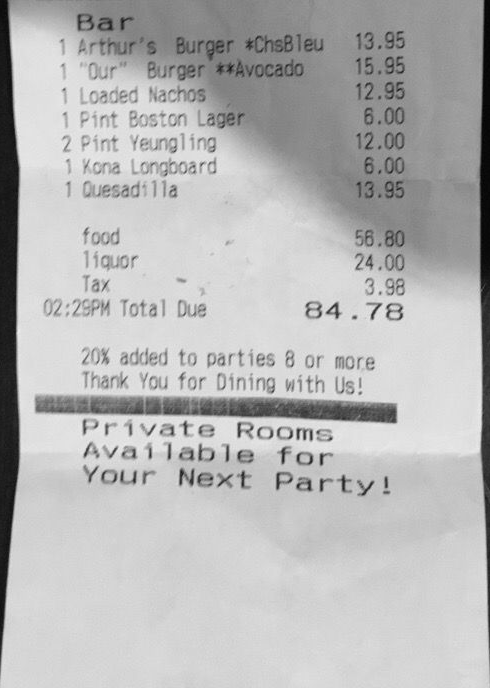 Bar
1 Arthur's Burger *ChsBleu 13.95
1 "Our" Burger **Avocado 15.95
1 Loaded Nachos 12.95
1 Pint Boston Lager 6.00
2 Pint Yeungling 12.00
1 Kona Longboard 6.00
1 Quesadilla 13.95
food 56.80
liquor 24.00
Tax 3.98
02:29PM Total Due 84.78
20% added to parties 8 or more
Thank You for Dining with Us!
Private Rooms
Available for
Your Next Party!